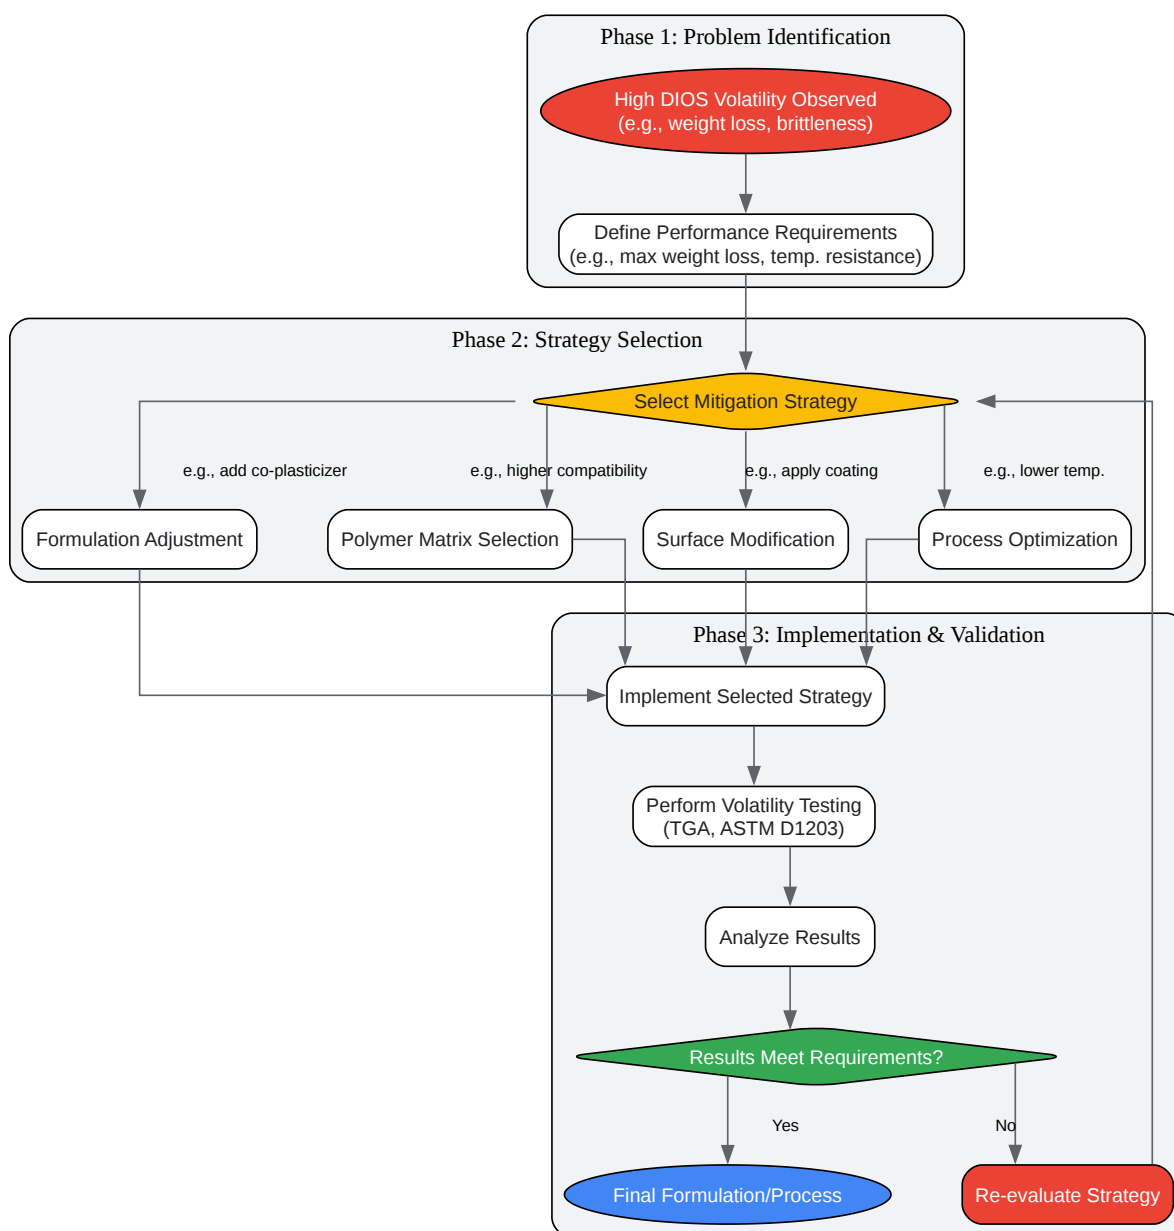 Phase 1: Problem Identification
High DIOS Volatility Observed
(e.g., weight loss, brittleness)
Define Performance Requirements
(e.g., max weight loss, temp. resistance)
Phase 2: Strategy Selection
Select Mitigation Strategy
e.g., add co-plasticizer
e.g., higher compatibility
e.g., apply coating
e.g., lower temp.
Formulation Adjustment
Polymer Matrix Selection
Surface Modification
Process Optimization
Phase 3: Implementation & Validation
Implement Selected Strategy
Perform Volatility Testing
(TGA, ASTM D1203)
Analyze Results
Results Meet Requirements?
Yes
No
Final Formulation/Process
Re-evaluate Strategy